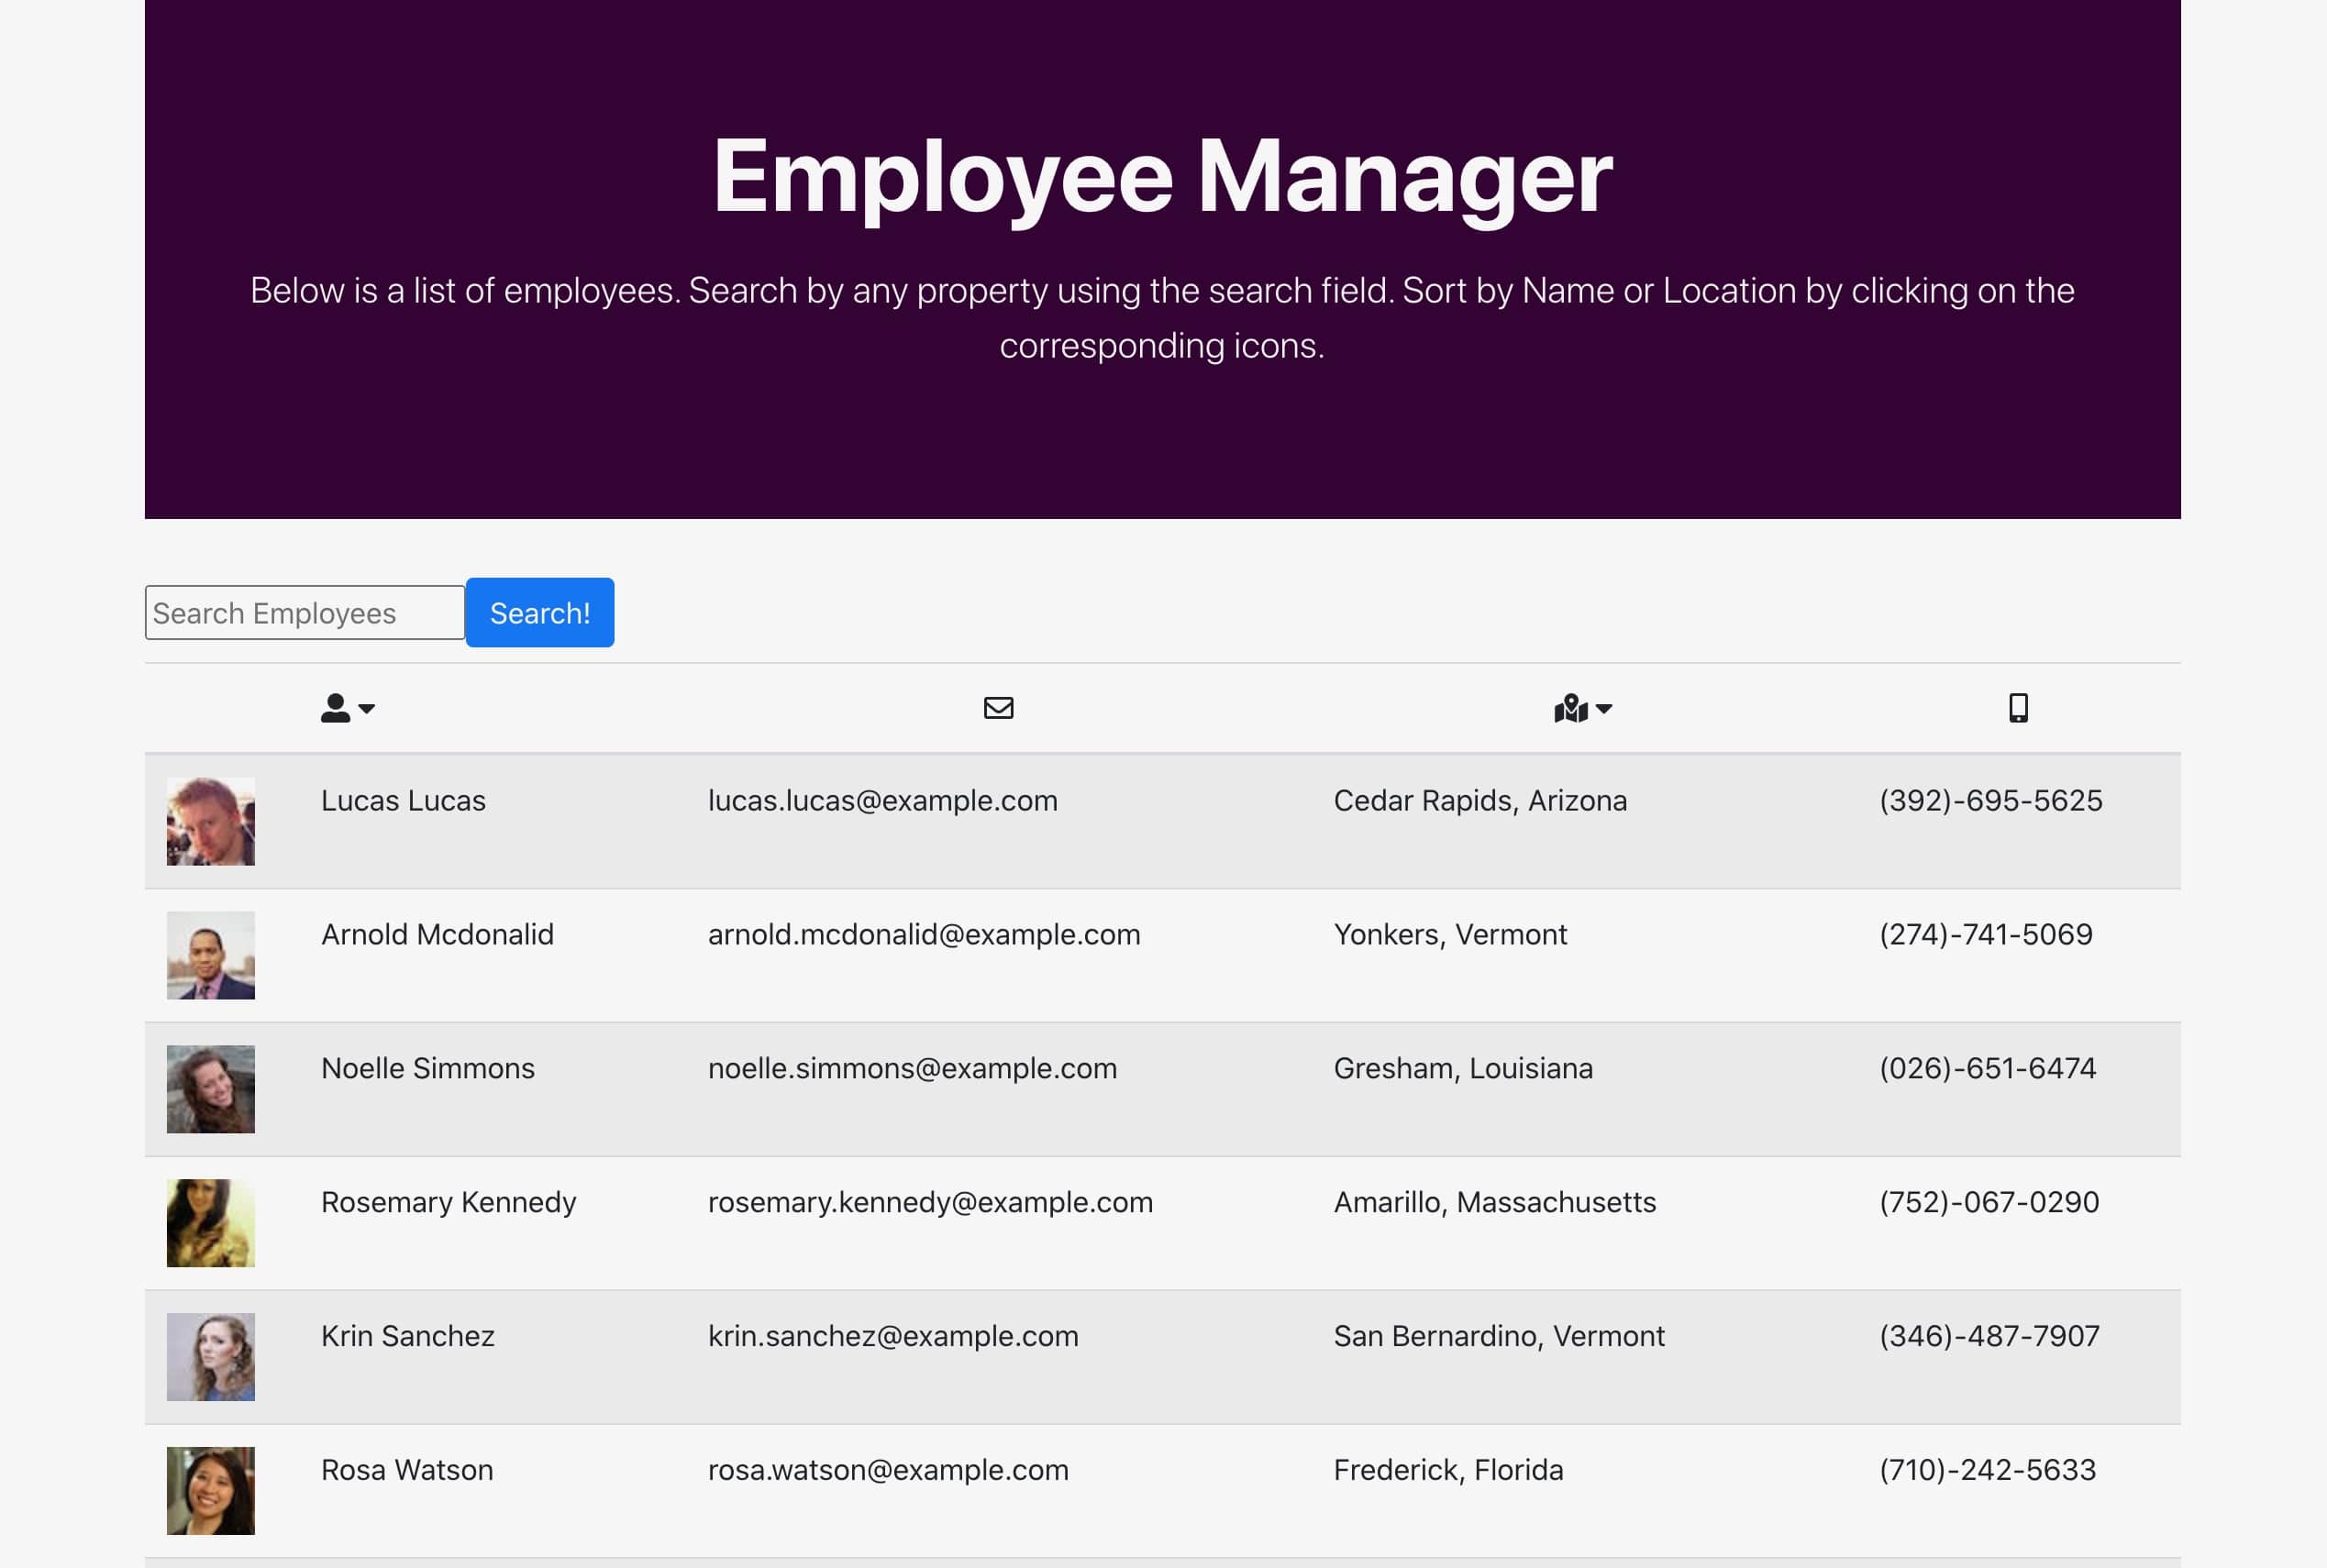 Employee Manager
Below is a list of employees. Search by any property using the search field. Sort by Name or Location by clicking on the
corresponding icons.
Search Employees Search!
Lucas Lucas lucas.lucas@example.com Cedar Rapids, Arizona (392)-695-5625
Arnold Mcdonalid arnold.mcdonalid@example.com Yonkers, Vermont (274)-741-5069
Noelle Simmons noelle.simmons@example.com Gresham, Louisiana (026)-651-6474
Rosemary Kennedy rosemary.kennedy@example.com Amarillo, Massachusetts (752)-067-0290
Krin Sanchez krin.sanchez@example.com San Bernardino, Vermont (346)-487-7907
Rosa Watson rosa.watson@example.com Frederick, Florida (710)-242-5633